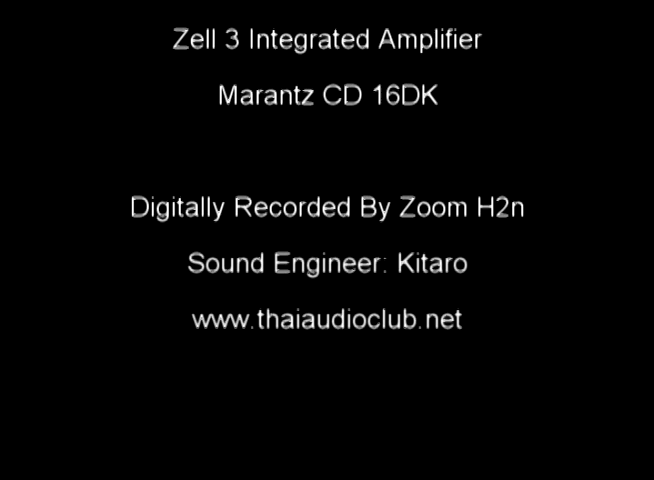 Zell 3 Integrated Amplifier
Marantz CD 16DK
Digitally Recorded By Zoom H2n
Sound Engineer: Kitaro
www.thaiaudioclub.net